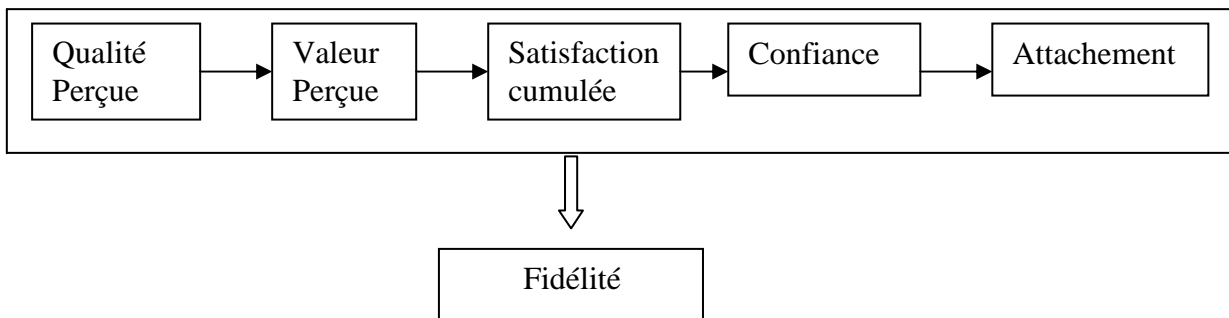 Qualité
Perçue
Valeur
Perçue
Satisfaction
cumulée
Confiance
Attachement
Fidélité